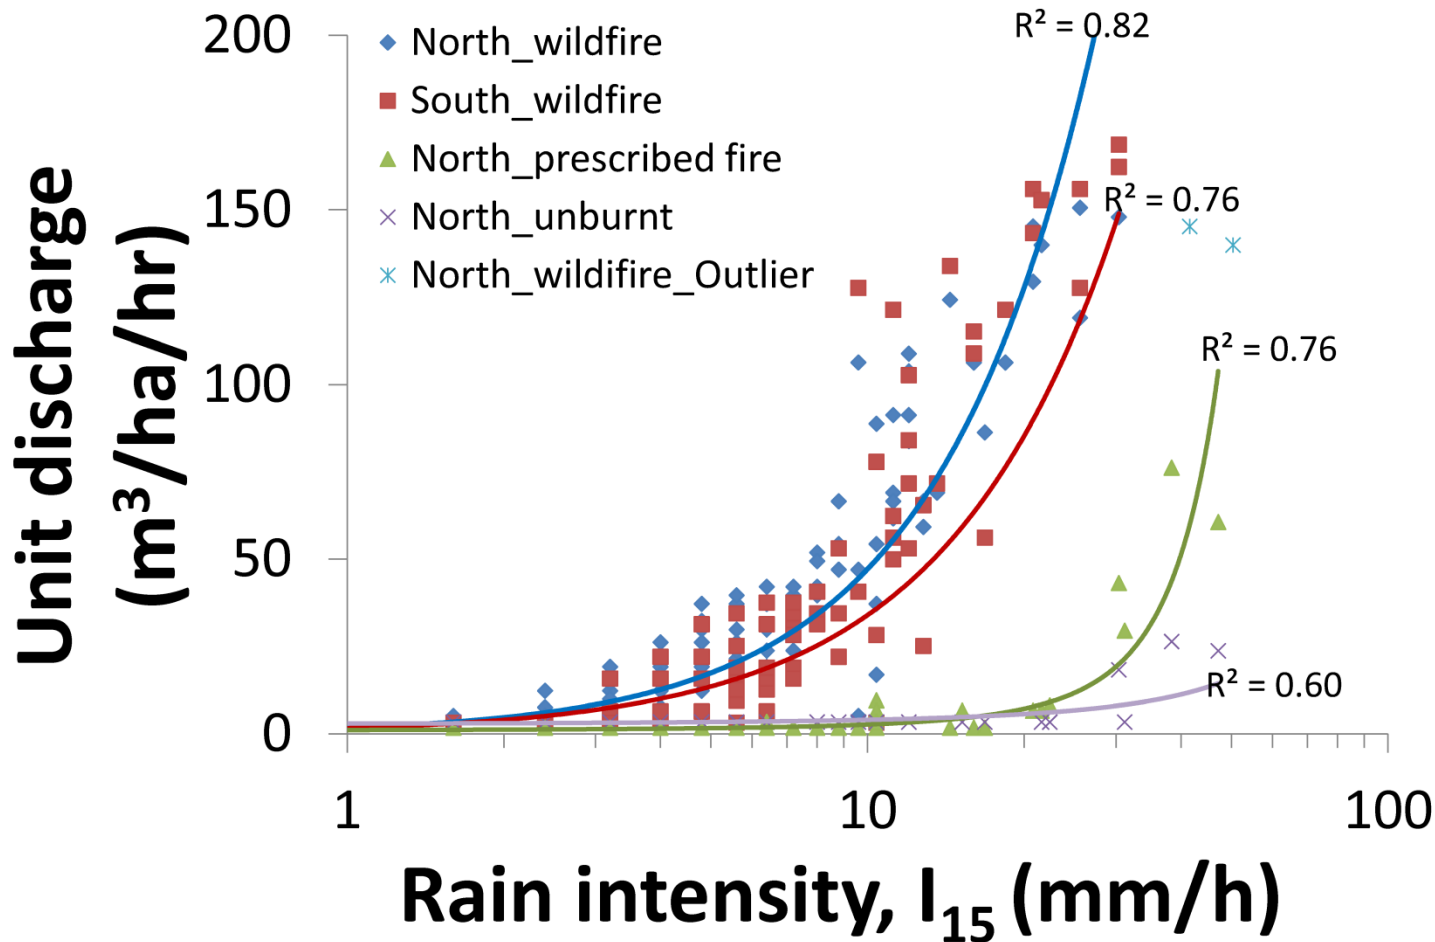 Unit discharge
(m³/ha/hr)
200
150
100
50
0
North_wildfire
South_wildfire
North_prescribed fire
North_unburnt
North_wildifire_Outlier
R² = 0.82
R² = 0.76
R² = 0.76
R² = 0.60
1
10
100
Rain intensity, I₁₅ (mm/h)